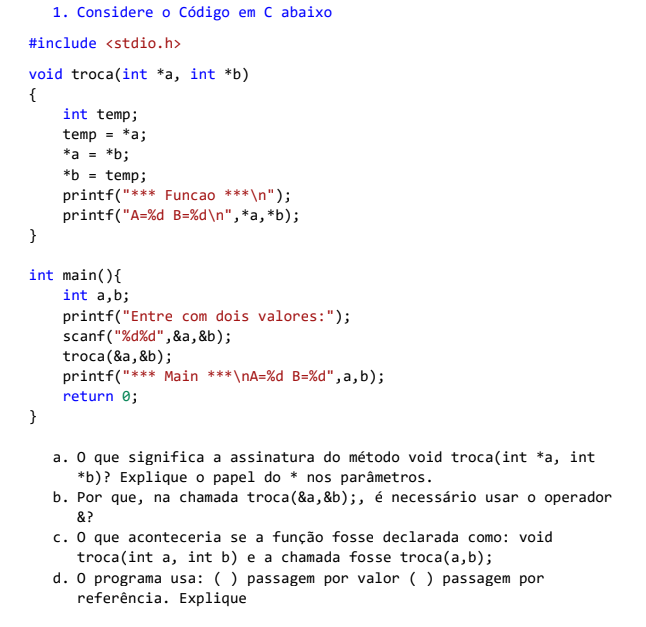 1. Considere o Código em C abaixo
#include <stdio.h>
void troca(int *a, int *b)
{
    int temp;
    temp = *a;
    *a = *b;
    *b = temp;
    printf("*** Funcao ***\n");
    printf("A=%d B=%d\n",*a,*b);
}
int main(){
    int a,b;
    printf("Entre com dois valores:");
    scanf("%d%d",&a,&b);
    troca(&a,&b);
    printf("*** Main ***\nA=%d B=%d",a,b);
    return 0;
}
a. O que significa a assinatura do método void troca(int *a, int
*b)? Explique o papel do * nos parâmetros.
b. Por que, na chamada troca(&a,&b);, é necessário usar o operador
&?
c. O que aconteceria se a função fosse declarada como: void
troca(int a, int b) e a chamada fosse troca(a,b);
d. O programa usa: ( ) passagem por valor ( ) passagem por
referência. Explique